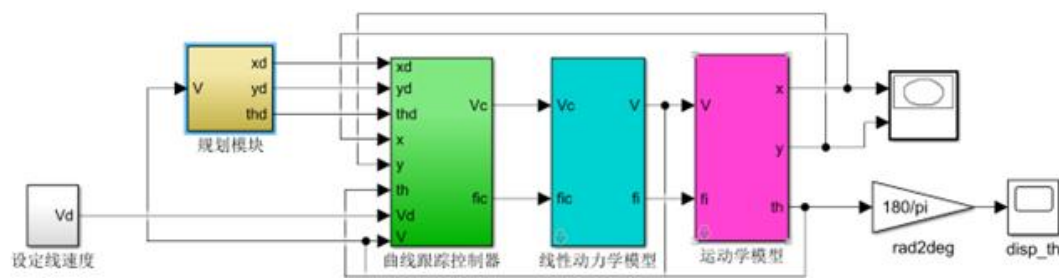 V
xd
yd
thd
规划模块
Vd
设定线速度
xd
yd
thd
x
y
th
Vd
V
Vc
fic
曲线跟踪控制器
Vc
fic
V
fi
线性动力学模型
V
fi
x
y
th
运动学模型
180/pi
rad2deg
disp_th